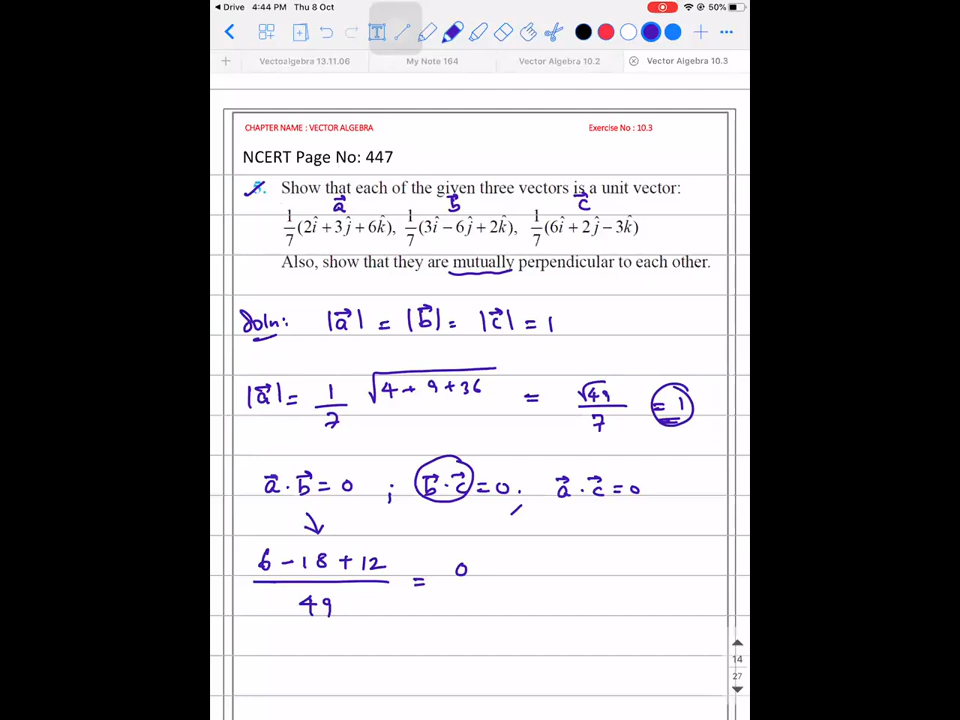 Drive 4:44 PM Thu 8 Oct 50%
T
Vectoalgebra 13.11.06 My Note 164 Vector Algebra 10.2 Vector Algebra 10.3
CHAPTER NAME : VECTOR ALGEBRA Exercise No : 10.3
NCERT Page No: 447
5. Show that each of the given three vectors is a unit vector:
a⃗ b⃗ c⃗
1/7(2î + 3ĵ + 6k̂), 1/7(3î − 6ĵ + 2k̂), 1/7(6î + 2ĵ − 3k̂)
Also, show that they are mutually perpendicular to each other.
Soln: |a⃗| = |b⃗| = |c⃗| = 1
|a⃗| = 1/7 √(4 + 9 + 36) = √49/7 = 1
a⃗ · b⃗ = 0 ; b⃗ · c⃗ = 0, a⃗ · c⃗ = 0
(6 − 18 + 12)/49 = 0
14
27